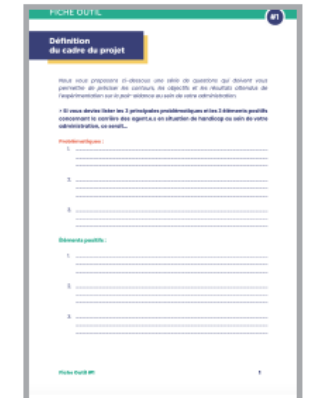 FICHE OUTIL
#1
Définition
du cadre du projet
Nous vous proposons ci-dessous une série de questions qui doivent vous
permettre de préciser les contours, les objectifs et les résultats attendus de
l'expérimentation sur la pair-aidance au sein de votre administration.
• Si vous deviez lister les 3 principales problématiques et les 3 éléments positifs
concernant la carrière des agent.e.s en situation de handicap au sein de votre
administration, ce serait…
Problématiques :
1.
2.
3.
Éléments positifs :
1.
2.
3.
Fiche Outil #1
1